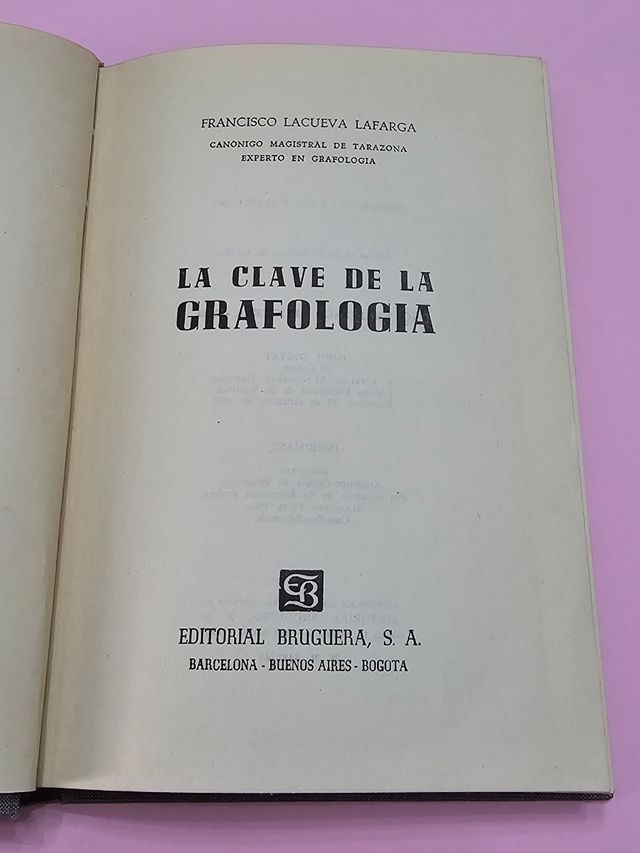 FRANCISCO LACUEVA LAFARGA
CANONIGO MAGISTRAL DE TARAZONA
EXPERTO EN GRAFOLOGIA
LA CLAVE DE LA
GRAFOLOGIA
EB
EDITORIAL BRUGUERA, S. A.
BARCELONA - BUENOS AIRES - BOGOTA